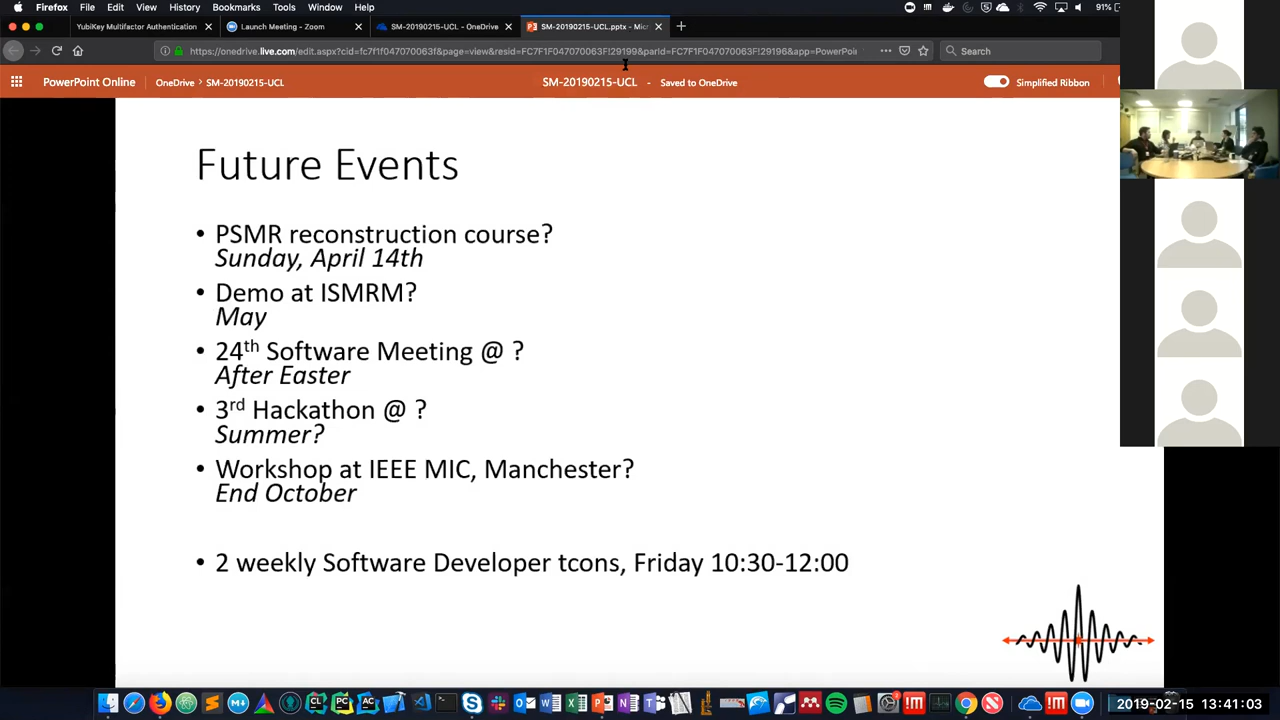 Firefox File Edit View History Bookmarks Tools Window Help 91%
YubiKey Multifactor Authentication
Launch Meeting - Zoom
SM-20190215-UCL - OneDrive
SM-20190215-UCL.pptx - Micr
https://onedrive.live.com/edit.aspx?cid=fc7f1f047070063f&page=view&resid=FC7F1F047070063F!29199&parId=FC7F1F047070063F!29196&app=PowerPoi
Search
PowerPoint Online OneDrive > SM-20190215-UCL SM-20190215-UCL - Saved to OneDrive Simplified Ribbon
Future Events
• PSMR reconstruction course?
Sunday, April 14th
• Demo at ISMRM?
May
• 24th Software Meeting @ ?
After Easter
• 3rd Hackathon @ ?
Summer?
• Workshop at IEEE MIC, Manchester?
End October
• 2 weekly Software Developer tcons, Friday 10:30-12:00
2019-02-15 13:41:03